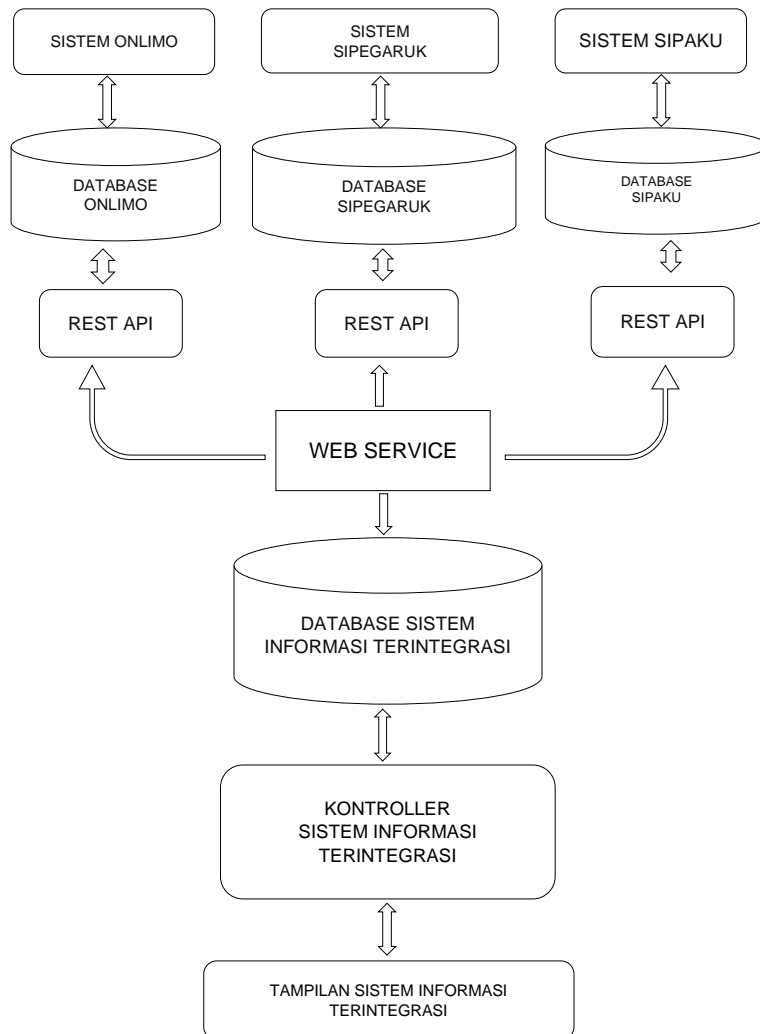 SISTEM ONLIMO
SISTEM
SIPEGARUK
SISTEM SIPAKU
DATABASE
ONLIMO
DATABASE
SIPEGARUK
DATABASE
SIPAKU
REST API
REST API
REST API
WEB SERVICE
DATABASE SISTEM
INFORMASI TERINTEGRASI
KONTROLLER
SISTEM INFORMASI
TERINTEGRASI
TAMPILAN SISTEM INFORMASI
TERINTEGRASI